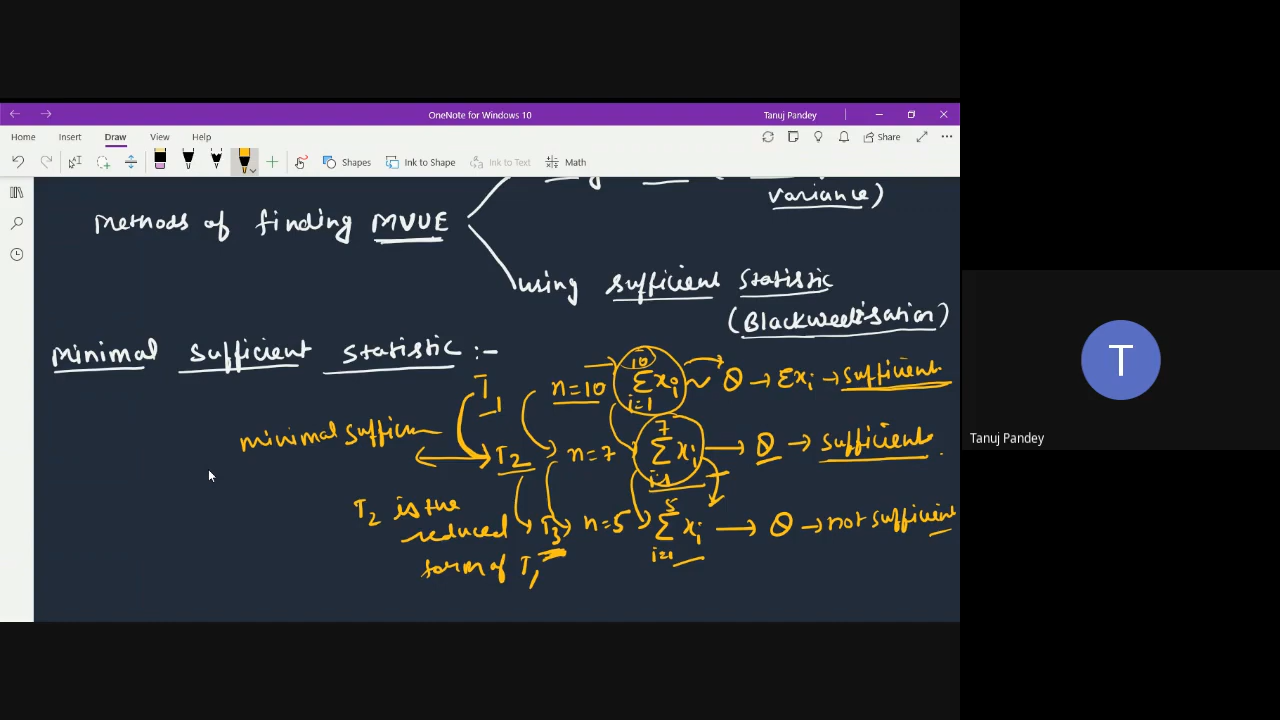 OneNote for Windows 10
Tanuj Pandey
Home Insert Draw View Help
Share
Shapes Ink to Shape Ink to Text Math
variance)
Methods of finding MVUE
using sufficient statistic
(Blackwellisation)
Minimal sufficient statistic :-
T1 n=10 10 Σxi i=1 ~ θ → Σxi → sufficient
minimal sufficien
T2 n=7 7 Σxi i=1 → θ → sufficient.
T2 is the
reduced
form of T1
T3 n=5 5 Σxi i=1 → θ → not sufficient
T
Tanuj Pandey